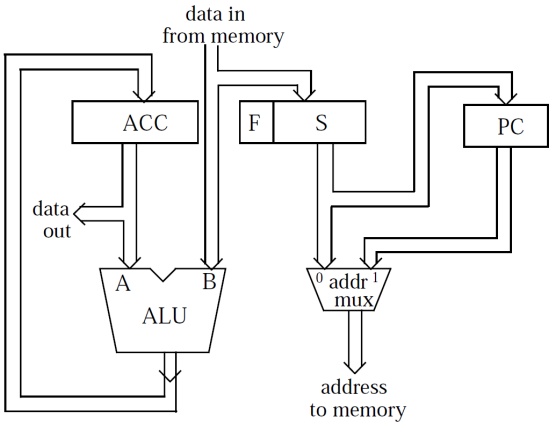 data in
from memory
ACC
F
S
PC
data
out
A
B
ALU
0 addr 1
mux
address
to memory